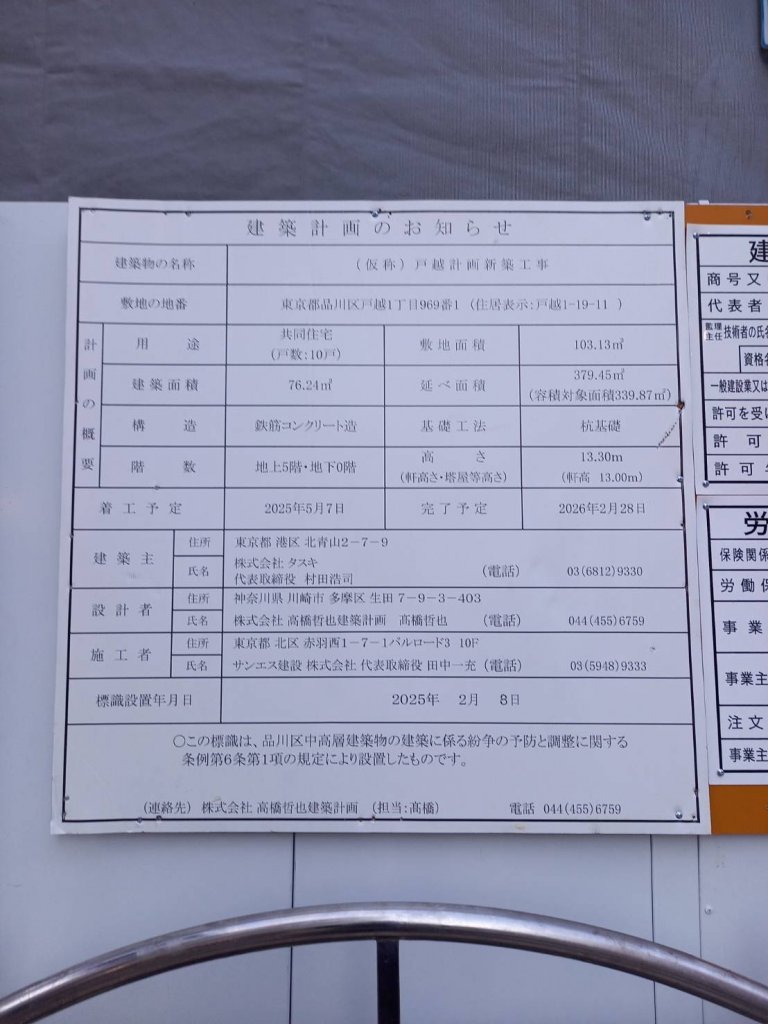 建築計画のお知らせ
建築物の名称 (仮称)戸越計画新築工事
敷地の地番 東京都品川区戸越1丁目969番1 (住居表示:戸越1-19-11 )
計画の概要
用途 共同住宅 (戸数:10戸) 敷地面積 103.13㎡
建築面積 76.24㎡ 延べ面積 379.45㎡ (容積対象面積339.87㎡)
構造 鉄筋コンクリート造 基礎工法 杭基礎
階数 地上5階・地下0階 高さ (軒高さ・塔屋等高さ) 13.30m (軒高 13.00m)
着工予定 2025年5月7日 完了予定 2026年2月28日
建築主 住所 東京都 港区 北青山2-7-9
氏名 株式会社 タスキ 代表取締役 村田浩司 (電話) 03(6812)9330
設計者 住所 神奈川県 川崎市 多摩区 生田 7-9-3-403
氏名 株式会社 高橋哲也建築計画 高橋哲也 (電話) 044(455)6759
施工者 住所 東京都 北区 赤羽西1-7-1パルロード3 10F
氏名 サンエス建設 株式会社 代表取締役 田中一充 (電話) 03(5948)9333
標識設置年月日 2025年 2月 8日
○この標識は、品川区中高層建築物の建築に係る紛争の予防と調整に関する
条例第6条第1項の規定により設置したものです。
(連絡先) 株式会社 高橋哲也建築計画 (担当:髙橋) 電話 044(455)6759
建
商号又
代表者
監理
主任
技術者の氏名
資格名
一般建設業又は
許可を受け
許可
許可
労
保険関係
労働保
事業
事業主
注文
事業主